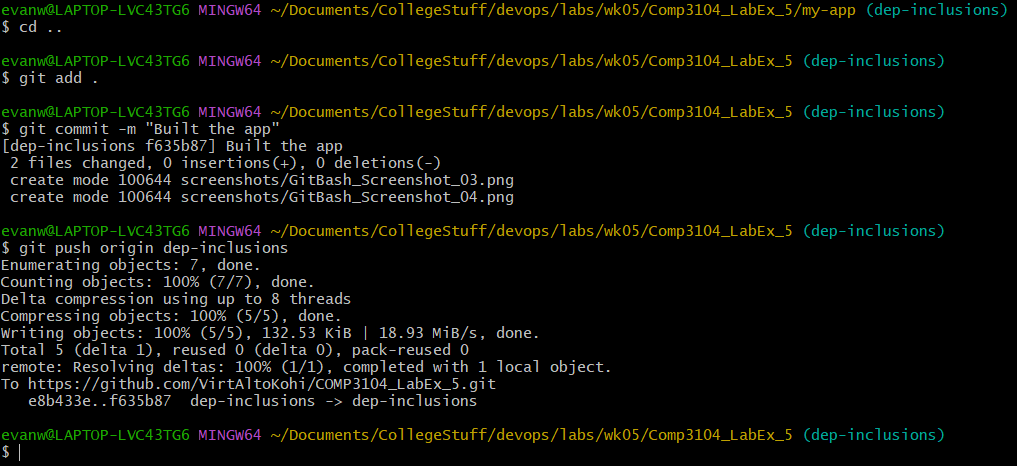 evanw@LAPTOP-LVC43TG6 MINGW64 ~/Documents/CollegeStuff/devops/labs/wk05/Comp3104_LabEx_5/my-app (dep-inclusions)
$ cd ..
evanw@LAPTOP-LVC43TG6 MINGW64 ~/Documents/CollegeStuff/devops/labs/wk05/Comp3104_LabEx_5 (dep-inclusions)
$ git add .
evanw@LAPTOP-LVC43TG6 MINGW64 ~/Documents/CollegeStuff/devops/labs/wk05/Comp3104_LabEx_5 (dep-inclusions)
$ git commit -m "Built the app"
[dep-inclusions f635b87] Built the app
 2 files changed, 0 insertions(+), 0 deletions(-)
 create mode 100644 screenshots/GitBash_Screenshot_03.png
 create mode 100644 screenshots/GitBash_Screenshot_04.png
evanw@LAPTOP-LVC43TG6 MINGW64 ~/Documents/CollegeStuff/devops/labs/wk05/Comp3104_LabEx_5 (dep-inclusions)
$ git push origin dep-inclusions
Enumerating objects: 7, done.
Counting objects: 100% (7/7), done.
Delta compression using up to 8 threads
Compressing objects: 100% (5/5), done.
Writing objects: 100% (5/5), 132.53 KiB | 18.93 MiB/s, done.
Total 5 (delta 1), reused 0 (delta 0), pack-reused 0
remote: Resolving deltas: 100% (1/1), completed with 1 local object.
To https://github.com/VirtAltoKohi/COMP3104_LabEx_5.git
   e8b433e..f635b87  dep-inclusions -> dep-inclusions
evanw@LAPTOP-LVC43TG6 MINGW64 ~/Documents/CollegeStuff/devops/labs/wk05/Comp3104_LabEx_5 (dep-inclusions)
$